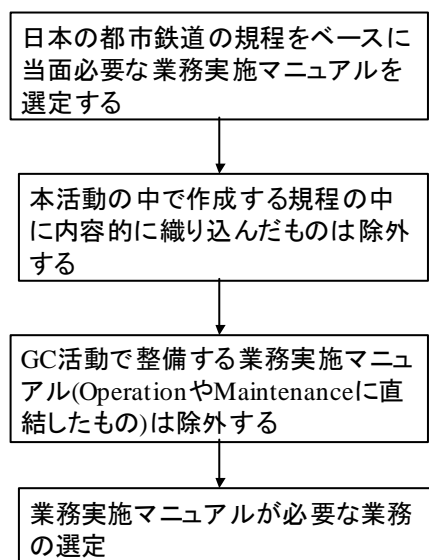 日本の都市鉄道の規程をベースに
当面必要な業務実施マニュアルを
選定する
本活動の中で作成する規程の中
に内容的に織り込んだものは除外
する
GC活動で整備する業務実施マニュ
アル(OperationやMaintenanceに直
結したもの)は除外する
業務実施マニュアルが必要な業務
の選定